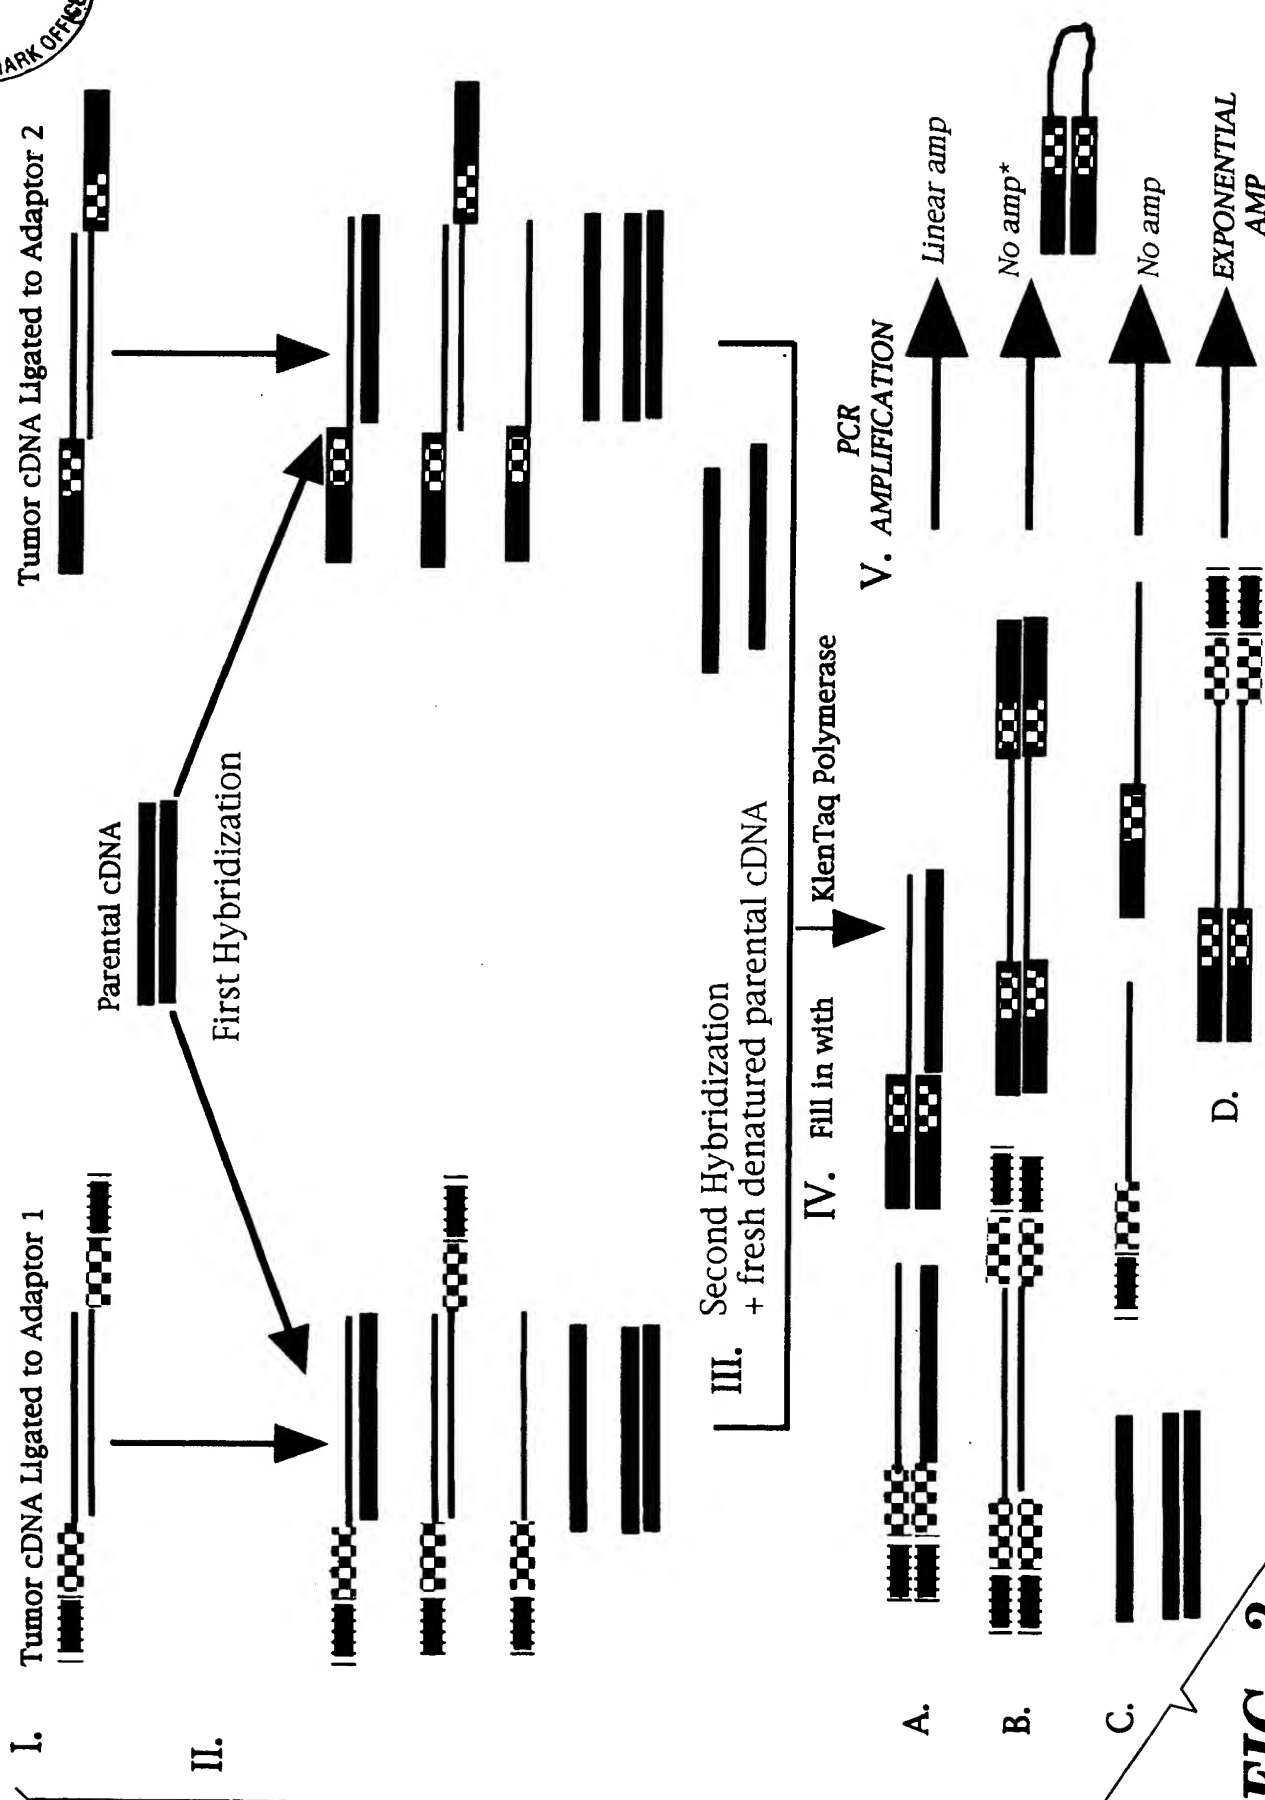 ARK OFFICE
I.
Tumor cDNA Ligated to Adaptor 1
Tumor cDNA Ligated to Adaptor 2
Parental cDNA
II.
First Hybridization
III.
Second Hybridization
+ fresh denatured parental cDNA
IV. Fill in with KlenTaq Polymerase
PCR
V. AMPLIFICATION
A.
Linear amp
B.
No amp*
C.
No amp
D.
EXPONENTIAL
AMP
FIG. 2